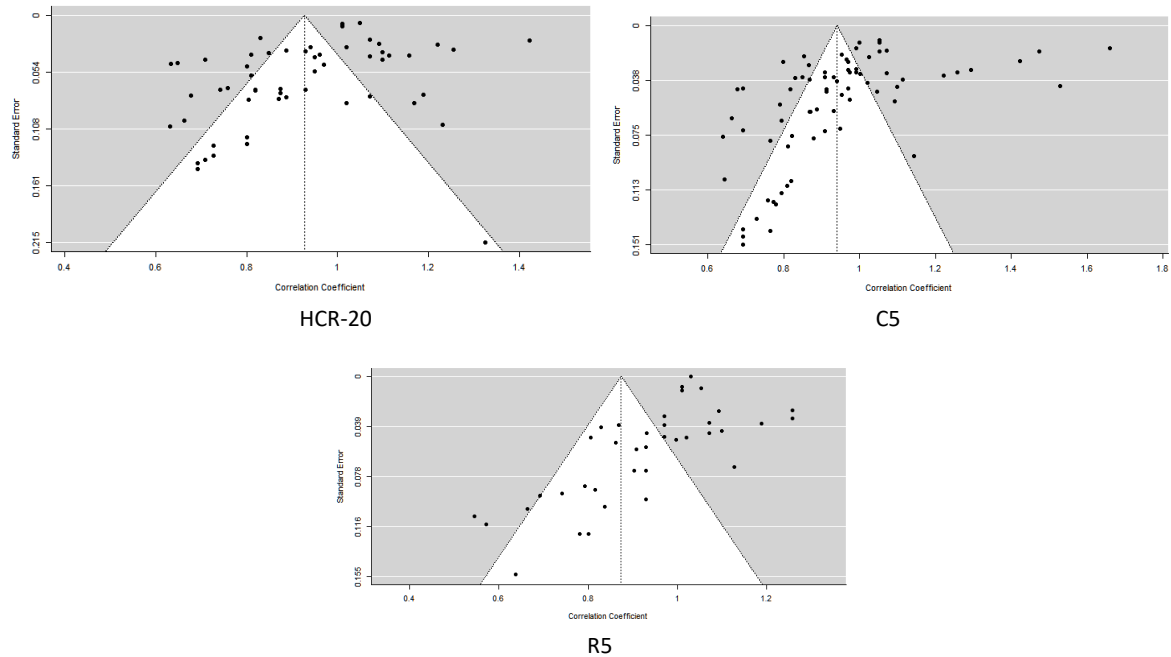 0
0.054
0.108
0.161
0.215
Standard Error
0.4 0.6 0.8 1 1.2 1.4
Correlation Coefficient
HCR-20
0
0.038
0.075
0.113
0.151
Standard Error
0.6 0.8 1 1.2 1.4 1.6 1.8
Correlation Coefficient
C5
0
0.039
0.078
0.116
0.155
Standard Error
0.4 0.6 0.8 1 1.2
Correlation Coefficient
R5